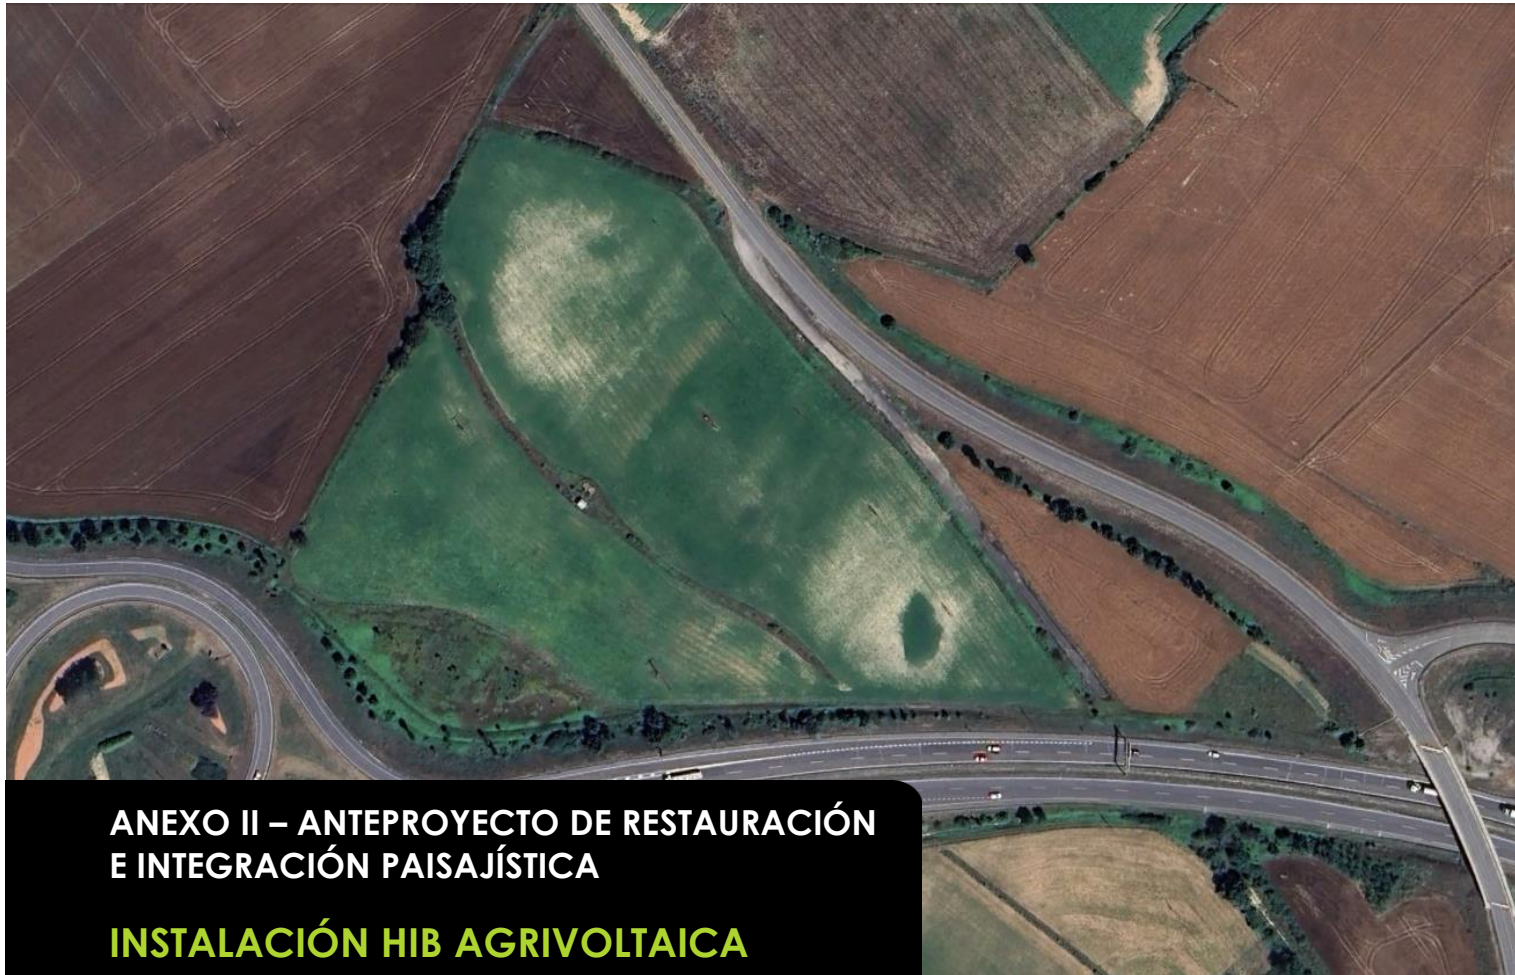 ANEXO II – ANTEPROYECTO DE RESTAURACIÓN
E INTEGRACIÓN PAISAJÍSTICA
INSTALACIÓN HIB AGRIVOLTAICA